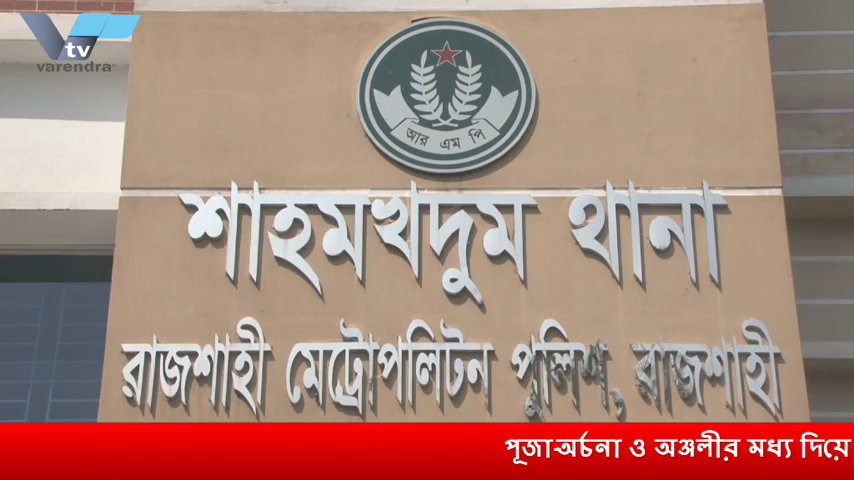 tv
varendra
আর এম পি
শাহমখদুম থানা
রাজশাহী মেট্রোপলিটন পুলিশ, রাজশাহী
পূজা-অর্চনা ও অঞ্জলীর মধ্য দিয়ে